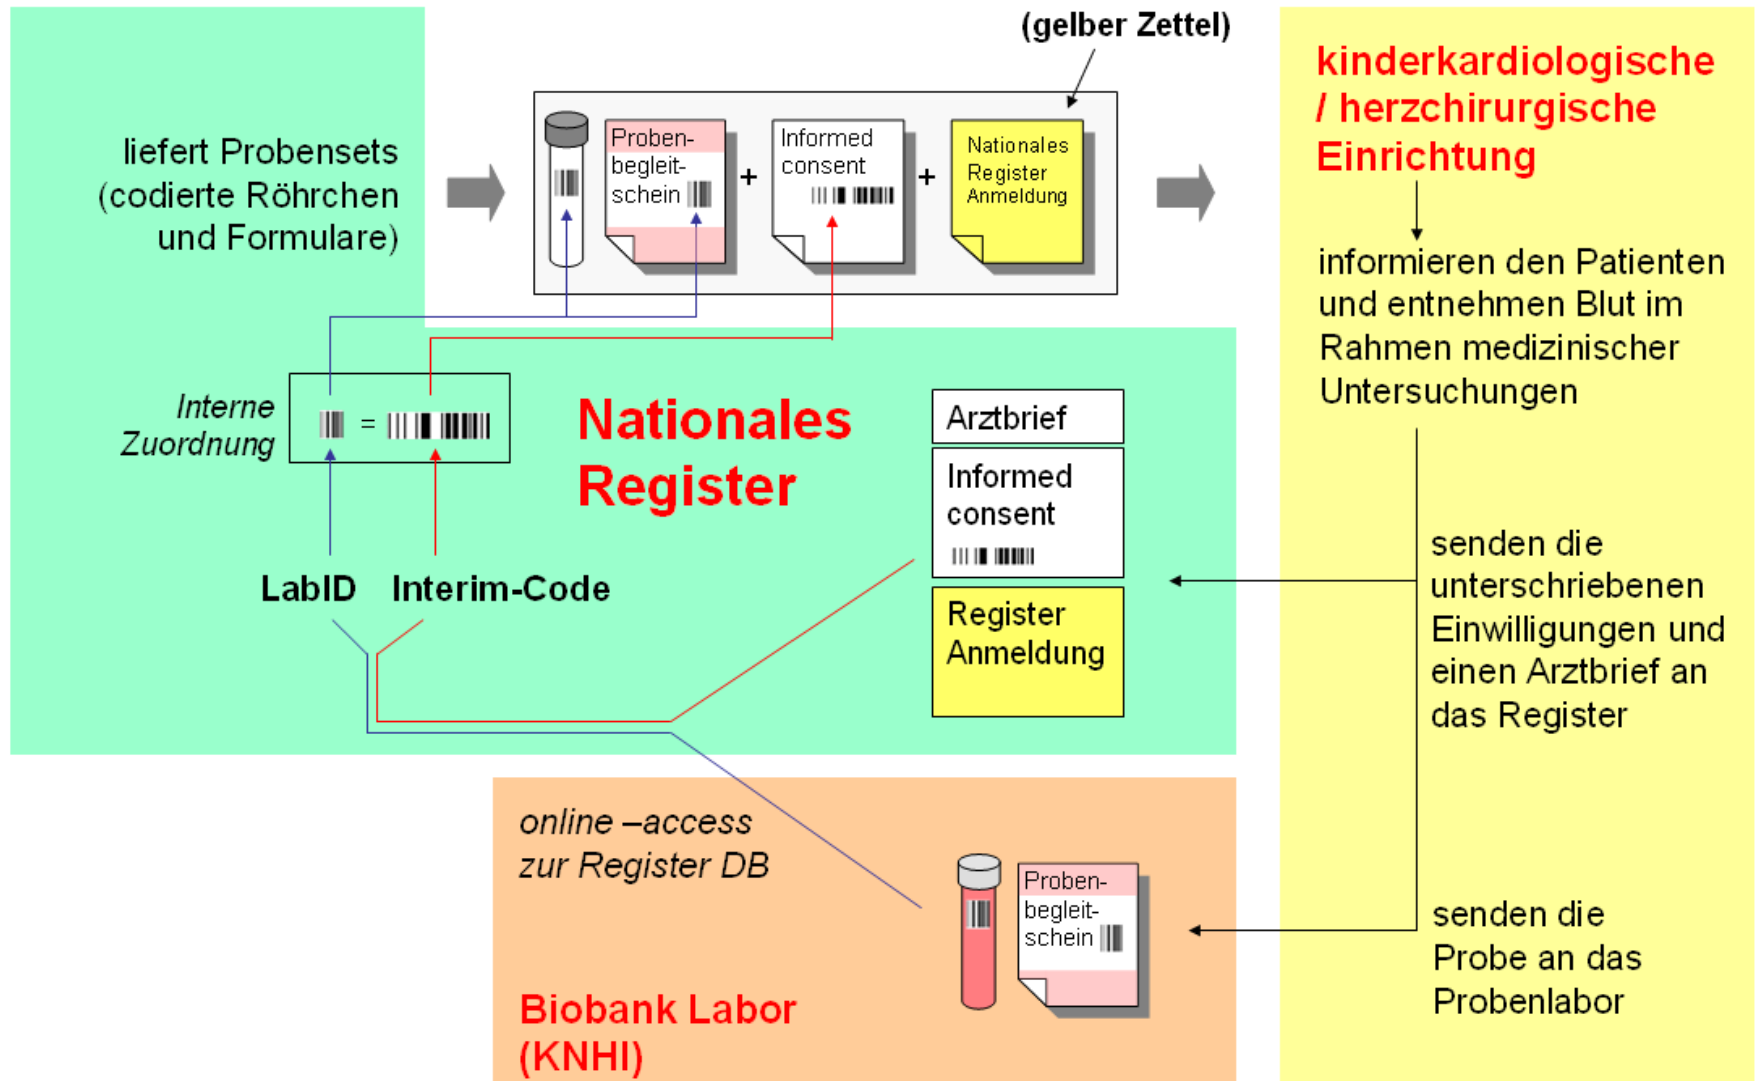 (gelber Zettel)
liefert Probensets
(codierte Röhrchen
und Formulare)
Proben-
begleit-
schein
+
Informed
consent
+
Nationales
Register
Anmeldung
kinderkardiologische
/ herzchirurgische
Einrichtung
informieren den Patienten
und entnehmen Blut im
Rahmen medizinischer
Untersuchungen
Interne
Zuordnung
=
Nationales
Register
Arztbrief
Informed
consent
Register
Anmeldung
LabID
Interim-Code
senden die
unterschriebenen
Einwilligungen und
einen Arztbrief an
das Register
online –access
zur Register DB
Proben-
begleit-
schein
Biobank Labor
(KNHI)
senden die
Probe an das
Probenlabor